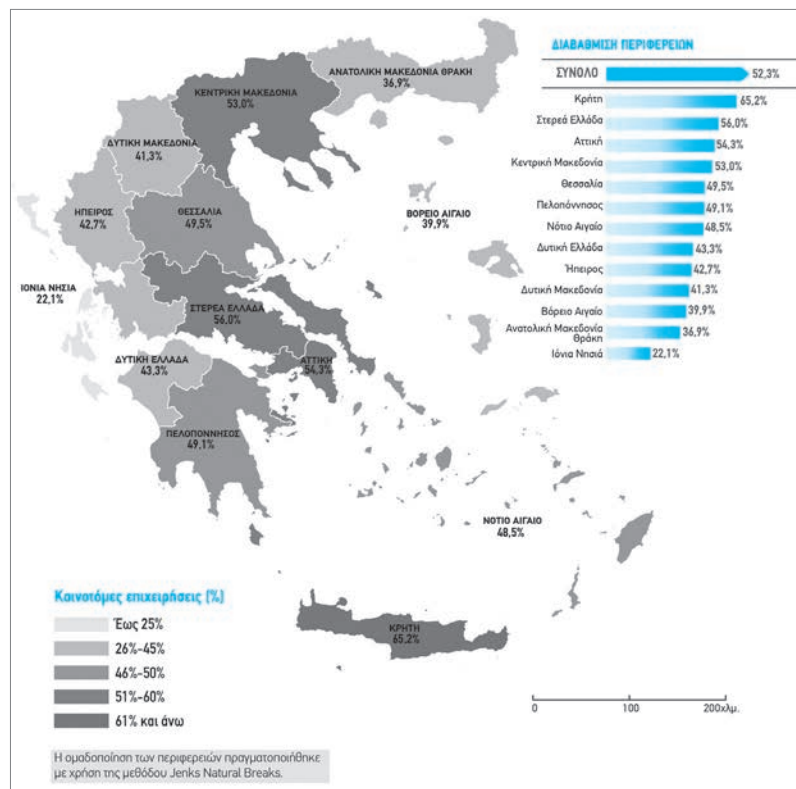 ΔΙΑΒΑΘΜΙΣΗ ΠΕΡΙΦΕΡΕΙΩΝ
ΣΥΝΟΛΟ 52,3%
Κρήτη 65,2%
Στερεά Ελλάδα 56,0%
Αττική 54,3%
Κεντρική Μακεδονία 53,0%
Θεσσαλία 49,5%
Πελοπόννησος 49,1%
Νότιο Αιγαίο 48,5%
Δυτική Ελλάδα 43,3%
Ήπειρος 42,7%
Δυτική Μακεδονία 41,3%
Βόρειο Αιγαίο 39,9%
Ανατολική Μακεδονία
Θράκη 36,9%
Ιόνια Νησιά 22,1%
ΑΝΑΤΟΛΙΚΗ ΜΑΚΕΔΟΝΙΑ ΘΡΑΚΗ
36,9%
ΚΕΝΤΡΙΚΗ ΜΑΚΕΔΟΝΙΑ
53,0%
ΔΥΤΙΚΗ ΜΑΚΕΔΟΝΙΑ
41,3%
ΗΠΕΙΡΟΣ
42,7%
ΘΕΣΣΑΛΙΑ
49,5%
ΒΟΡΕΙΟ ΑΙΓΑΙΟ
39,9%
ΙΟΝΙΑ ΝΗΣΙΑ
22,1%
ΣΤΕΡΕΑ ΕΛΛΑΔΑ
56,0%
ΔΥΤΙΚΗ ΕΛΛΑΔΑ
43,3%
ΑΤΤΙΚΗ
54,3%
ΠΕΛΟΠΟΝΝΗΣΟΣ
49,1%
ΝΟΤΙΟ ΑΙΓΑΙΟ
48,5%
ΚΡΗΤΗ
65,2%
Καινοτόμες επιχειρήσεις (%)
Έως 25%
26%-45%
46%-50%
51%-60%
61% και άνω
0 100 200χλμ.
Η ομαδοποίηση των περιφερειών πραγματοποιήθηκε
με χρήση της μεθόδου Jenks Natural Breaks.